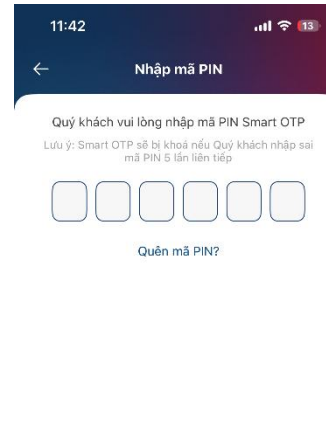 11:42
13
Nhập mã PIN
Quý khách vui lòng nhập mã PIN Smart OTP
Lưu ý: Smart OTP sẽ bị khoá nếu Quý khách nhập sai
mã PIN 5 lần liên tiếp
Quên mã PIN?